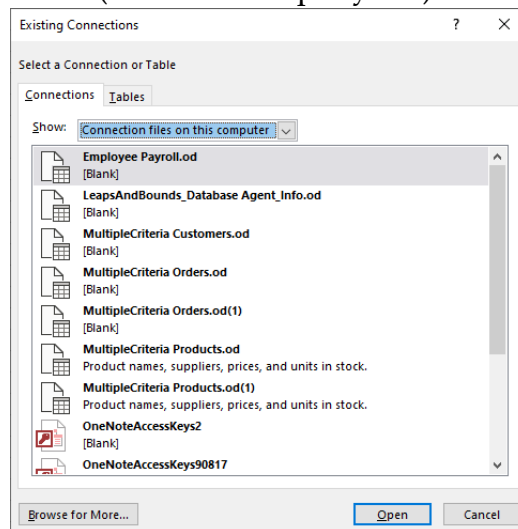 Existing Connections ? ×
Select a Connection or Table
Connections Tables
Show: Connection files on this computer
Employee Payroll.od
[Blank]
LeapsAndBounds_Database Agent_Info.od
[Blank]
MultipleCriteria Customers.od
[Blank]
MultipleCriteria Orders.od
[Blank]
MultipleCriteria Orders.od(1)
[Blank]
MultipleCriteria Products.od
Product names, suppliers, prices, and units in stock.
MultipleCriteria Products.od(1)
Product names, suppliers, prices, and units in stock.
OneNoteAccessKeys2
[Blank]
OneNoteAccessKeys90817
Browse for More... Open Cancel